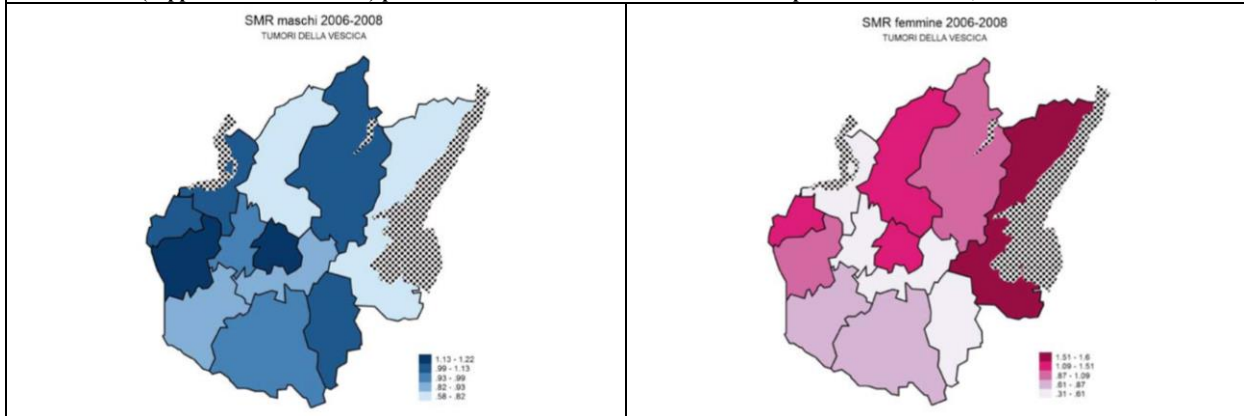 SMR maschi 2006-2008
TUMORI DELLA VESCICA
1.13 - 1.22
.99 - 1.13
.93 - .99
.82 - .93
.58 - .82
SMR femmine 2006-2008
TUMORI DELLA VESCICA
1.51 - 1.6
1.09 - 1.51
.87 - 1.09
.61 - .87
.31 - .61